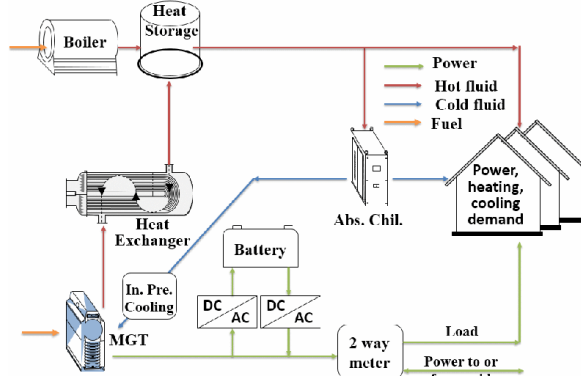 Heat
Storage
Boiler
Power
Hot fluid
Cold fluid
Fuel
Power,
heating,
cooling
demand
Abs. Chil.
Heat
Exchanger
Battery
In. Pre.
Cooling
DC
AC
DC
AC
MGT
2 way
meter
Load
Power to or